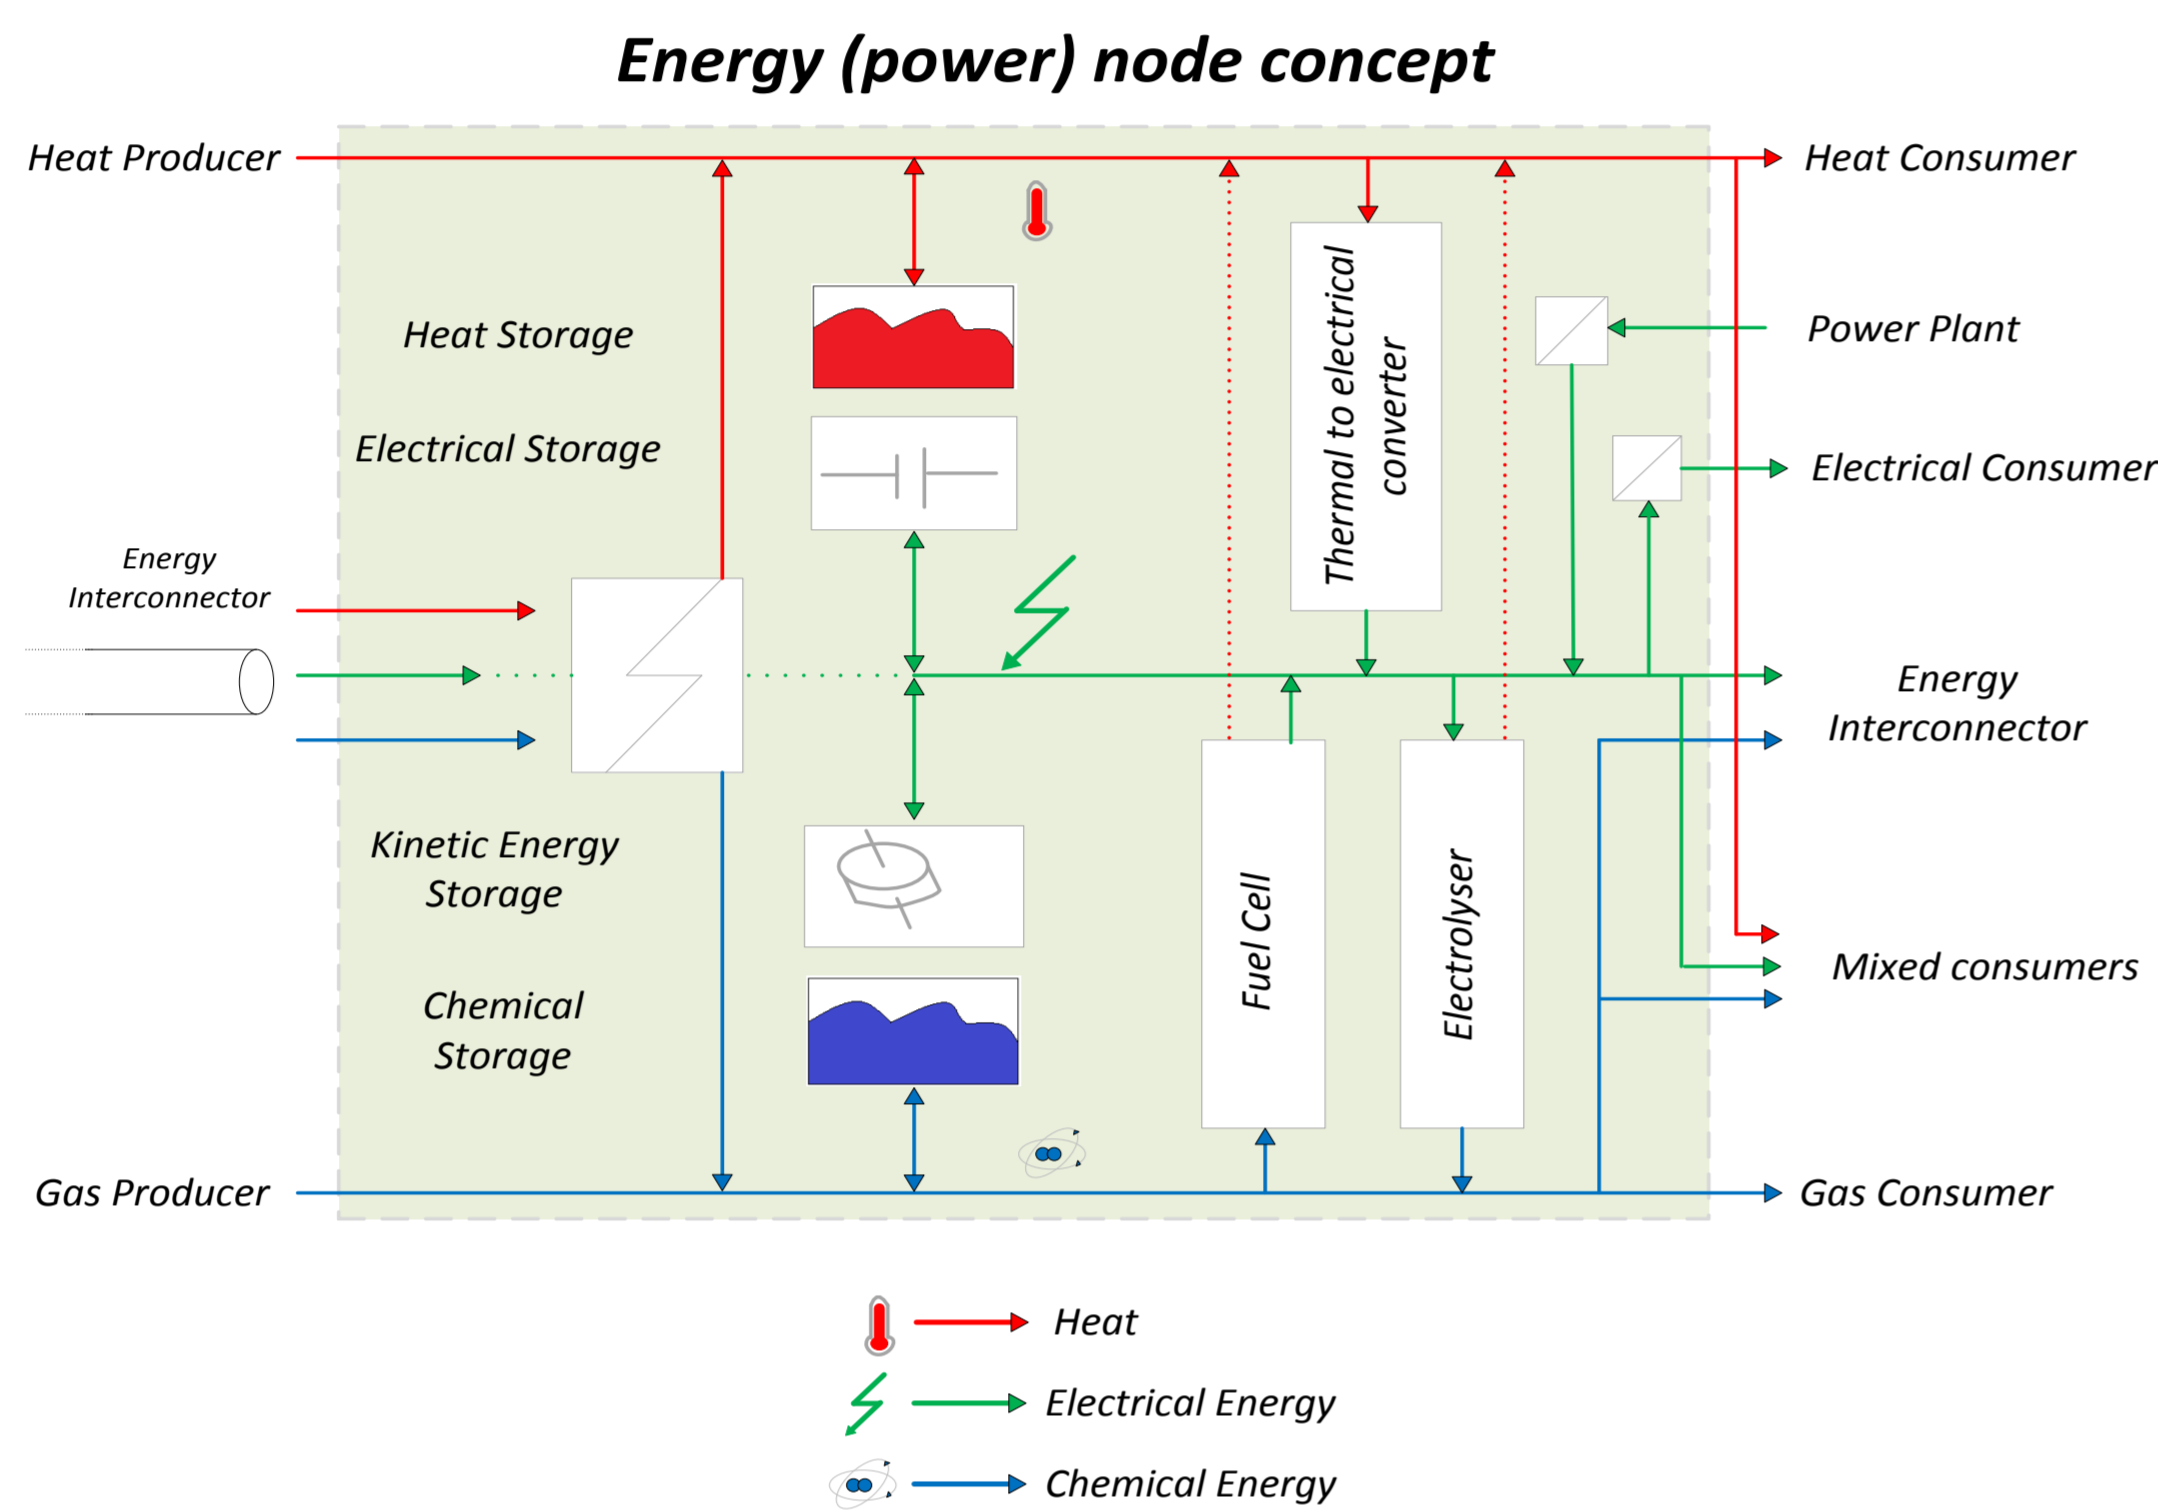 Energy (power) node concept
Heat Producer
Heat Consumer
Heat Storage
Thermal to electrical
converter
Power Plant
Electrical Storage
Electrical Consumer
Energy
Interconnector
Energy
Interconnector
Kinetic Energy
Storage
Fuel Cell
Electrolyser
Mixed consumers
Chemical
Storage
Gas Producer
Gas Consumer
Heat
Electrical Energy
Chemical Energy